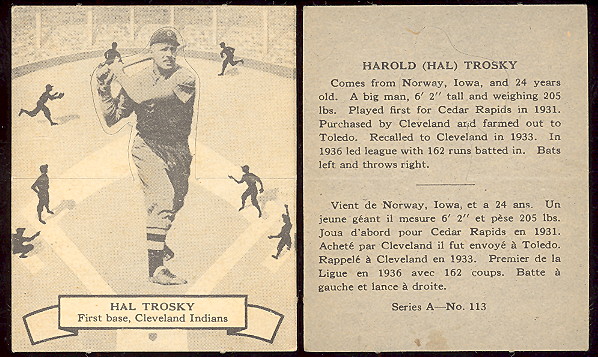 HAL TROSKY
First base, Cleveland Indians
HAROLD (HAL) TROSKY
Comes from Norway, Iowa, and 24 years
old. A big man, 6' 2" tall and weighing 205
lbs. Played first for Cedar Rapids in 1931.
Purchased by Cleveland and farmed out to
Toledo. Recalled to Cleveland in 1933. In
1936 led league with 162 runs batted in. Bats
left and throws right.
Vient de Norway, Iowa, et a 24 ans. Un
jeune géant il mesure 6' 2" et pèse 205 lbs.
Joua d'abord pour Cedar Rapids en 1931.
Acheté par Cleveland il fut envoyé à Toledo.
Rappelé à Cleveland en 1933. Premier de la
Ligue en 1936 avec 162 coups. Batte à
gauche et lance à droite.
Series A—No. 113